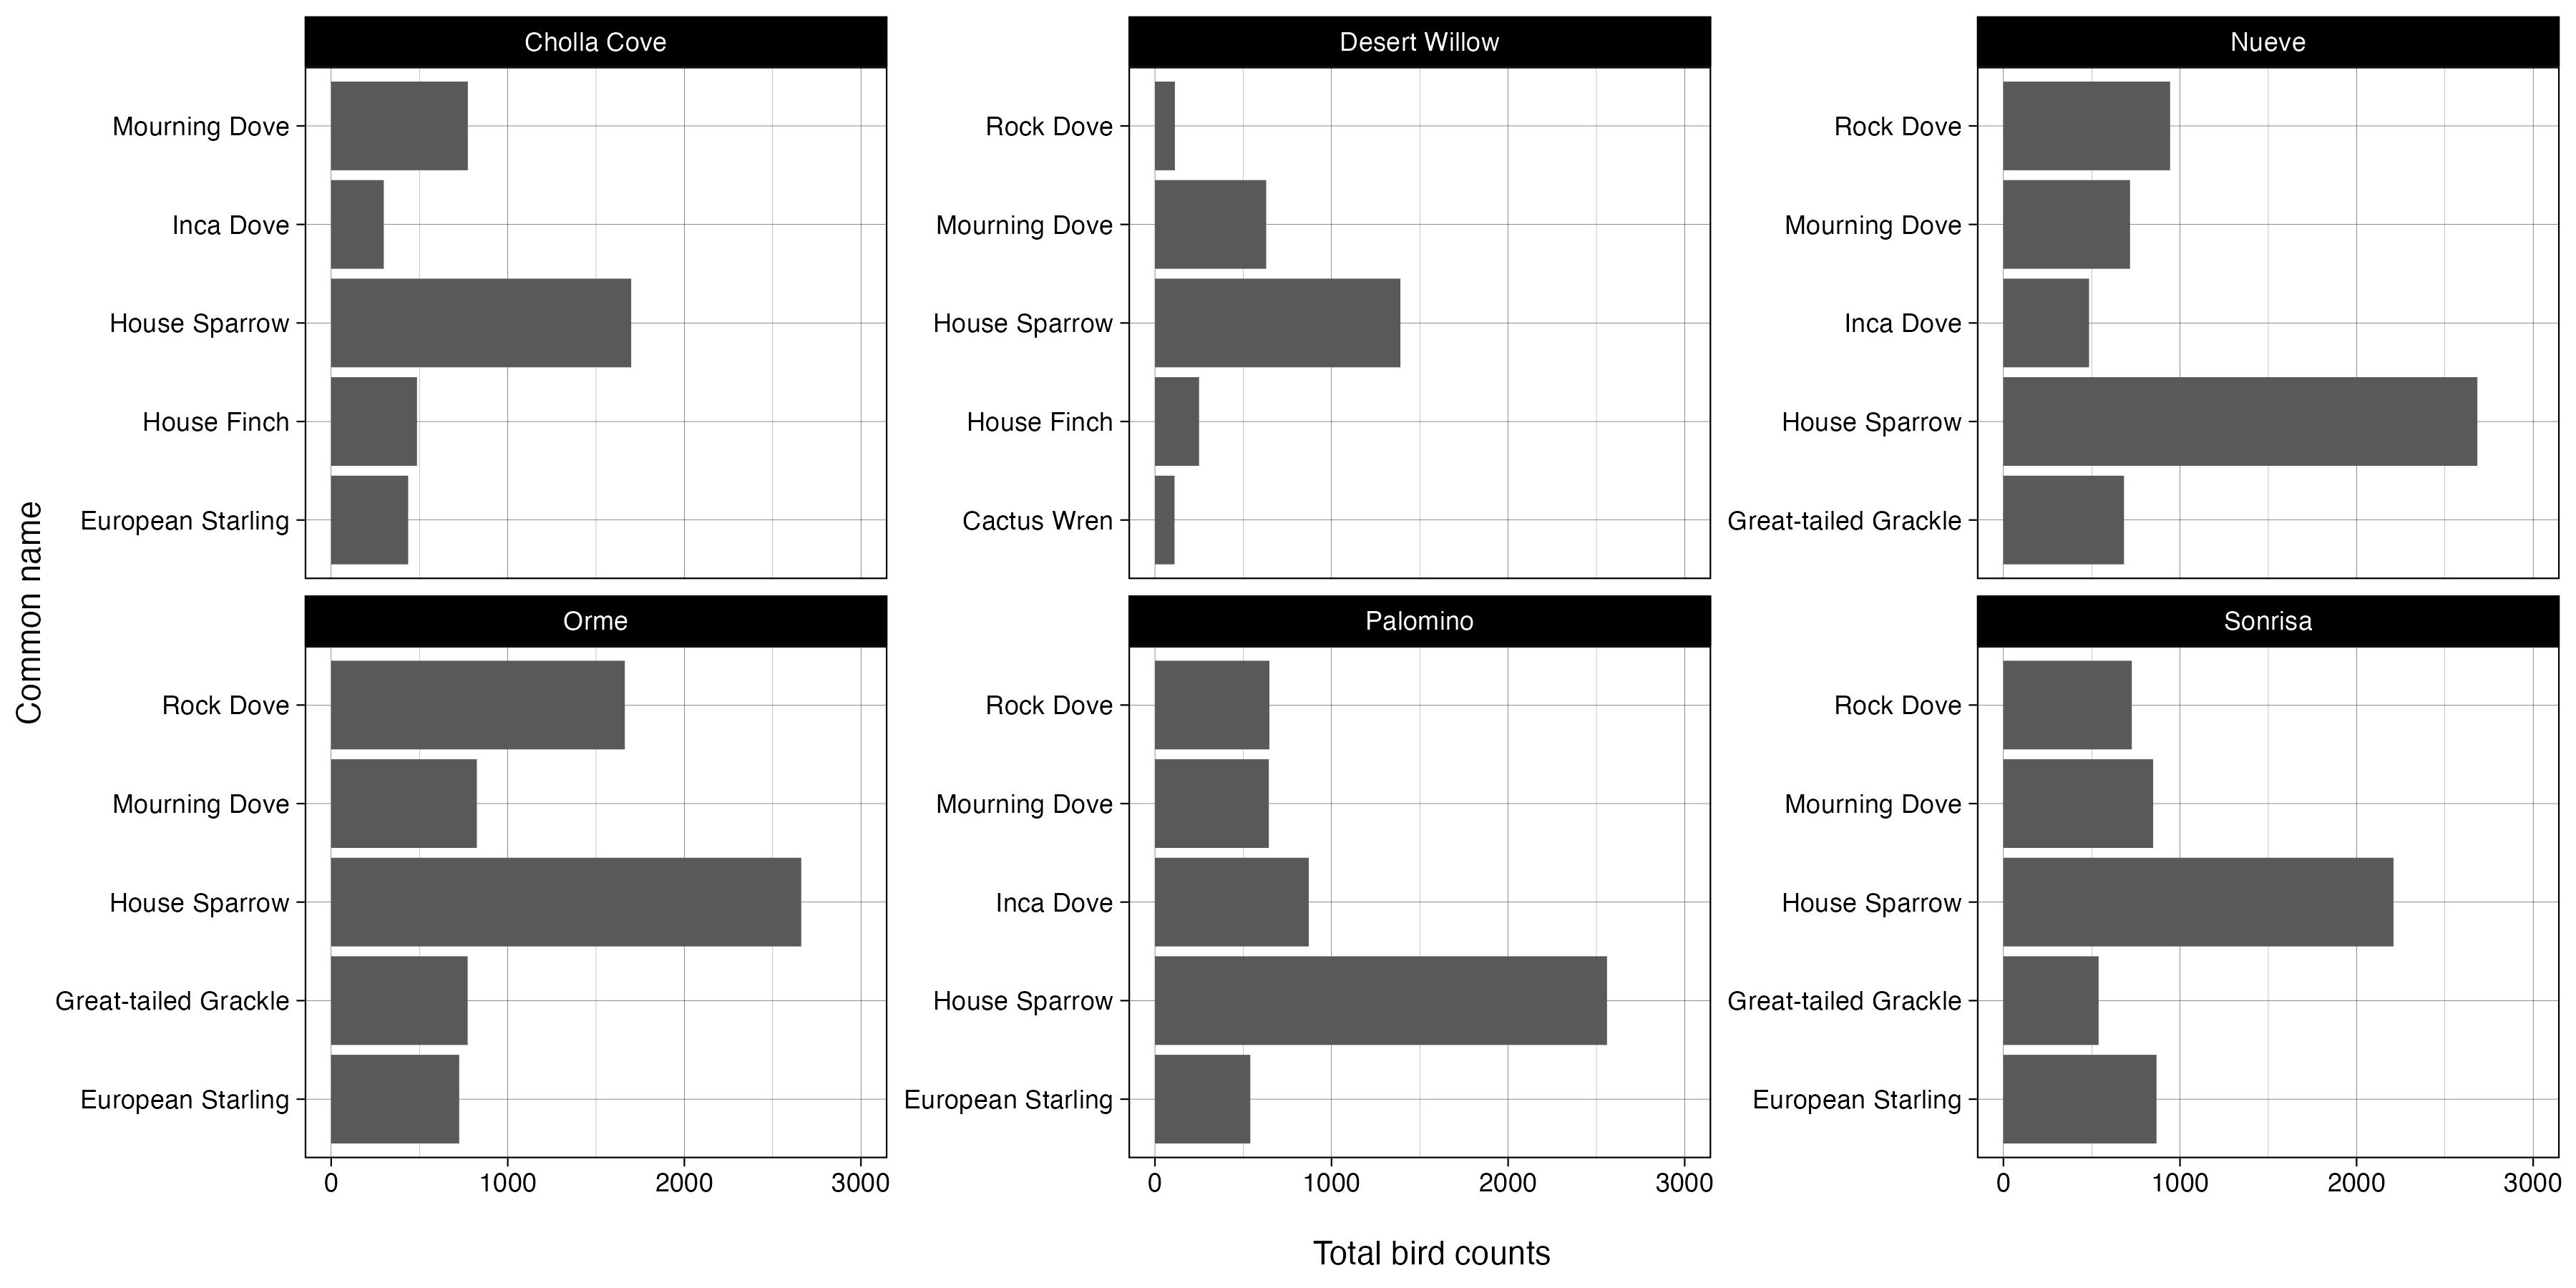 Common name
Cholla Cove
Mourning Dove
Inca Dove
House Sparrow
House Finch
European Starling
Desert Willow
Rock Dove
Mourning Dove
House Sparrow
House Finch
Cactus Wren
Nueve
Rock Dove
Mourning Dove
Inca Dove
House Sparrow
Great-tailed Grackle
Orme
Rock Dove
Mourning Dove
House Sparrow
Great-tailed Grackle
European Starling
0 1000 2000 3000
Palomino
Rock Dove
Mourning Dove
Inca Dove
House Sparrow
European Starling
0 1000 2000 3000
Sonrisa
Rock Dove
Mourning Dove
House Sparrow
Great-tailed Grackle
European Starling
0 1000 2000 3000
Total bird counts